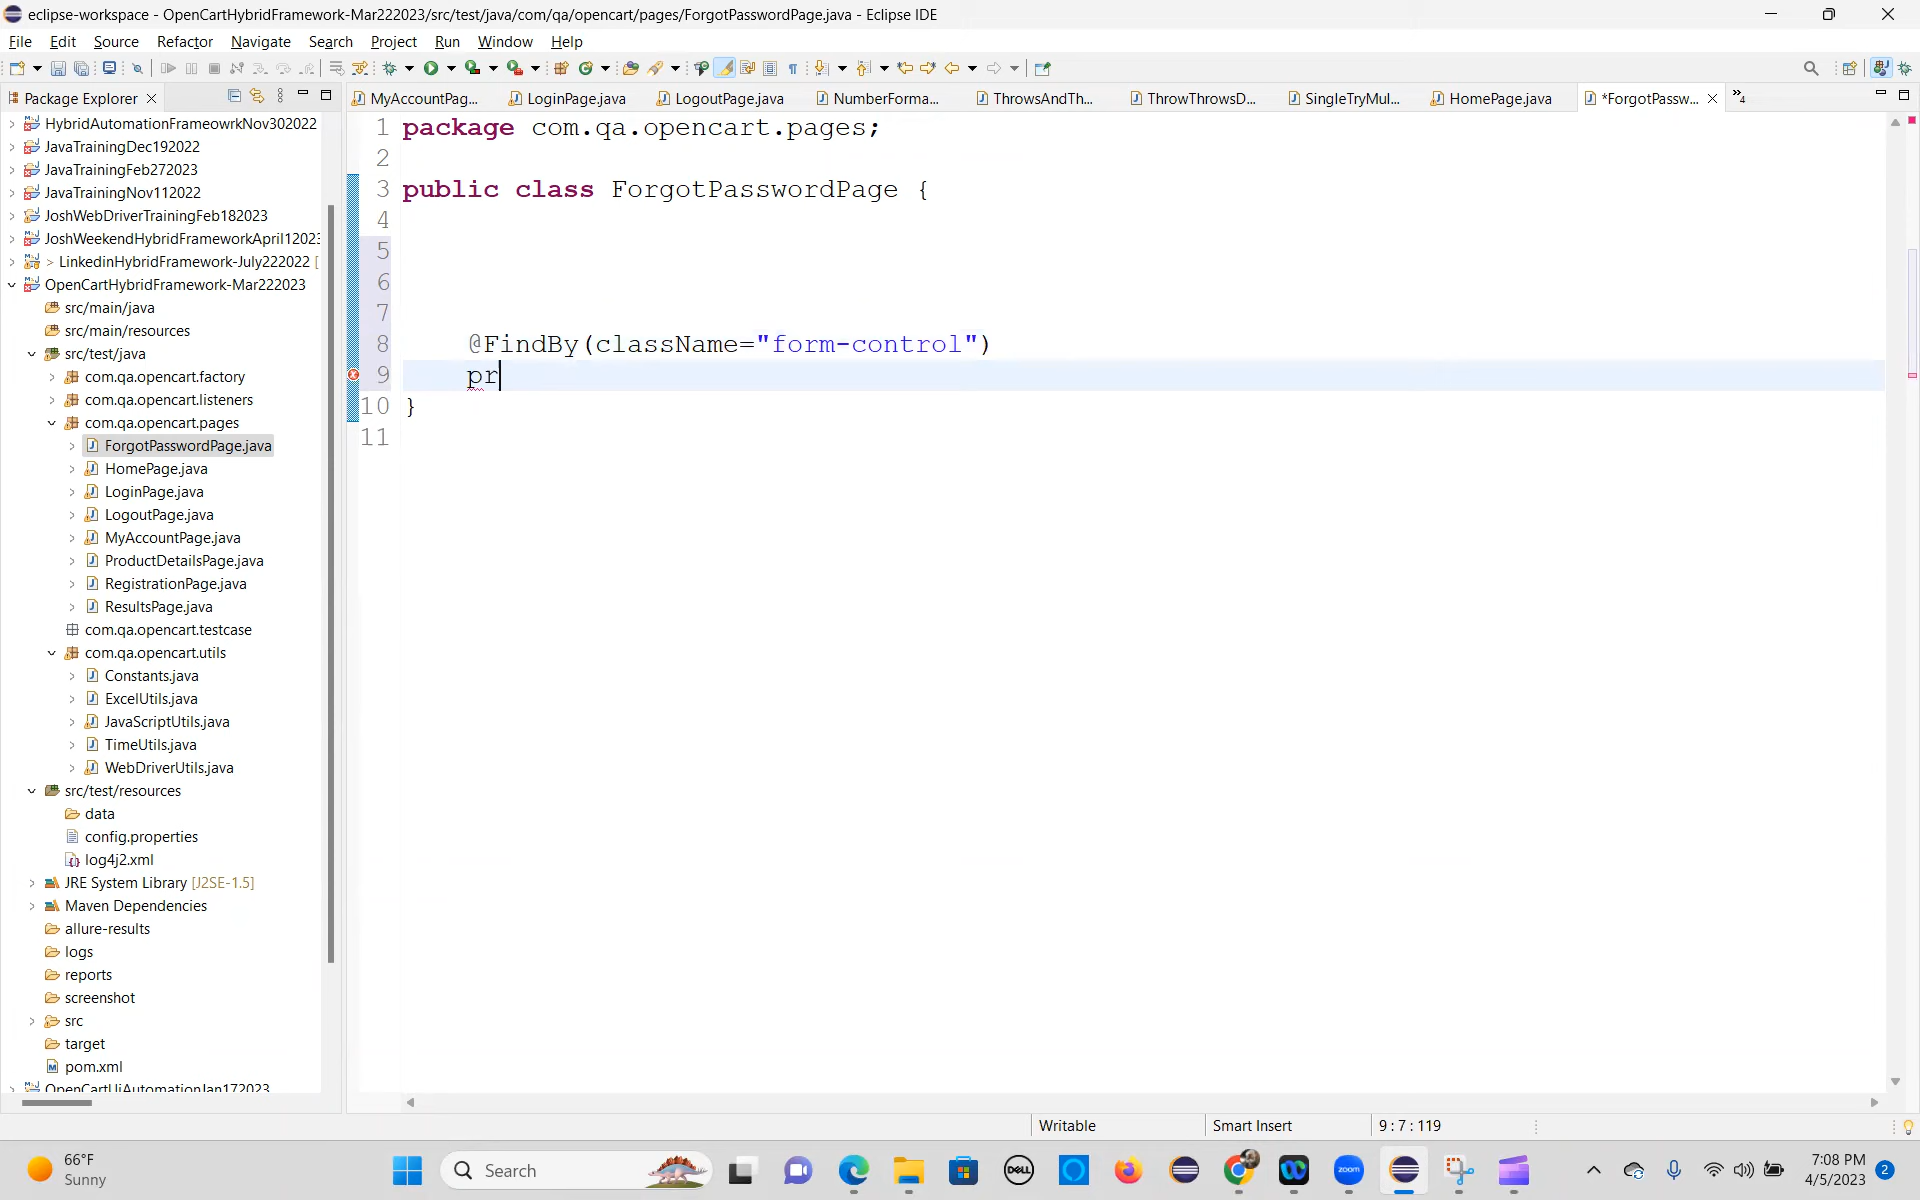 eclipse-workspace - OpenCartHybridFramework-Mar222023/src/test/java/com/qa/opencart/pages/ForgotPasswordPage.java - Eclipse IDE
File Edit Source Refactor Navigate Search Project Run Window Help
Package Explorer
MyAccountPag... LoginPage.java LogoutPage.java NumberForma... ThrowsAndTh... ThrowThrowsD... SingleTryMul... HomePage.java *ForgotPassw... »4
HybridAutomationFrameowrkNov302022
JavaTrainingDec192022
JavaTrainingFeb272023
JavaTrainingNov112022
JoshWebDriverTrainingFeb182023
JoshWeekendHybridFrameworkApril12023
> LinkedinHybridFramework-July222022 [
OpenCartHybridFramework-Mar222023
src/main/java
src/main/resources
src/test/java
com.qa.opencart.factory
com.qa.opencart.listeners
com.qa.opencart.pages
ForgotPasswordPage.java
HomePage.java
LoginPage.java
LogoutPage.java
MyAccountPage.java
ProductDetailsPage.java
RegistrationPage.java
ResultsPage.java
com.qa.opencart.testcase
com.qa.opencart.utils
Constants.java
ExcelUtils.java
JavaScriptUtils.java
TimeUtils.java
WebDriverUtils.java
src/test/resources
data
config.properties
log4j2.xml
JRE System Library [J2SE-1.5]
Maven Dependencies
allure-results
logs
reports
screenshot
src
target
pom.xml
OpenCartUiAutomationJan172023
1 package com.qa.opencart.pages;
2
3 public class ForgotPasswordPage {
4
5
6
7
8 @FindBy(className="form-control")
9 pr
10 }
11
Writable Smart Insert 9 : 7 : 119
66°F
Sunny
Search
DELL
zoom
7:08 PM
4/5/2023
2